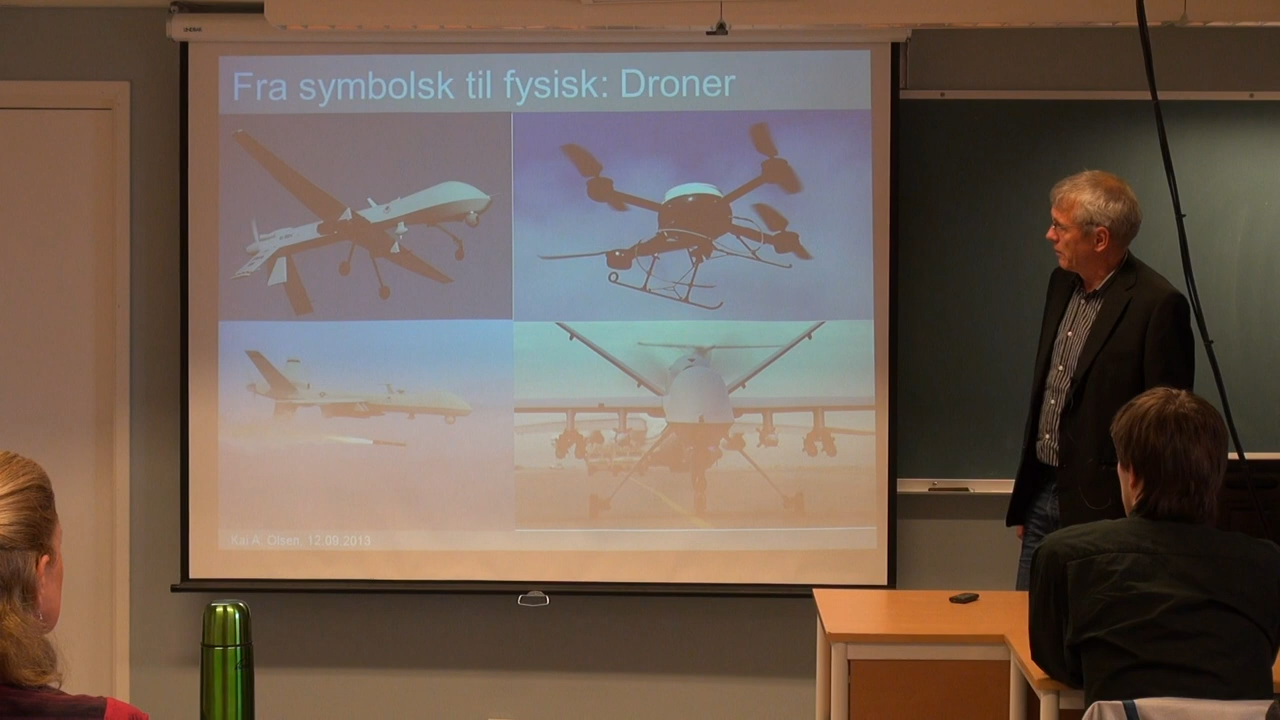 Fra symbolsk til fysisk: Droner
Kai A. Olsen, 12.09.2013